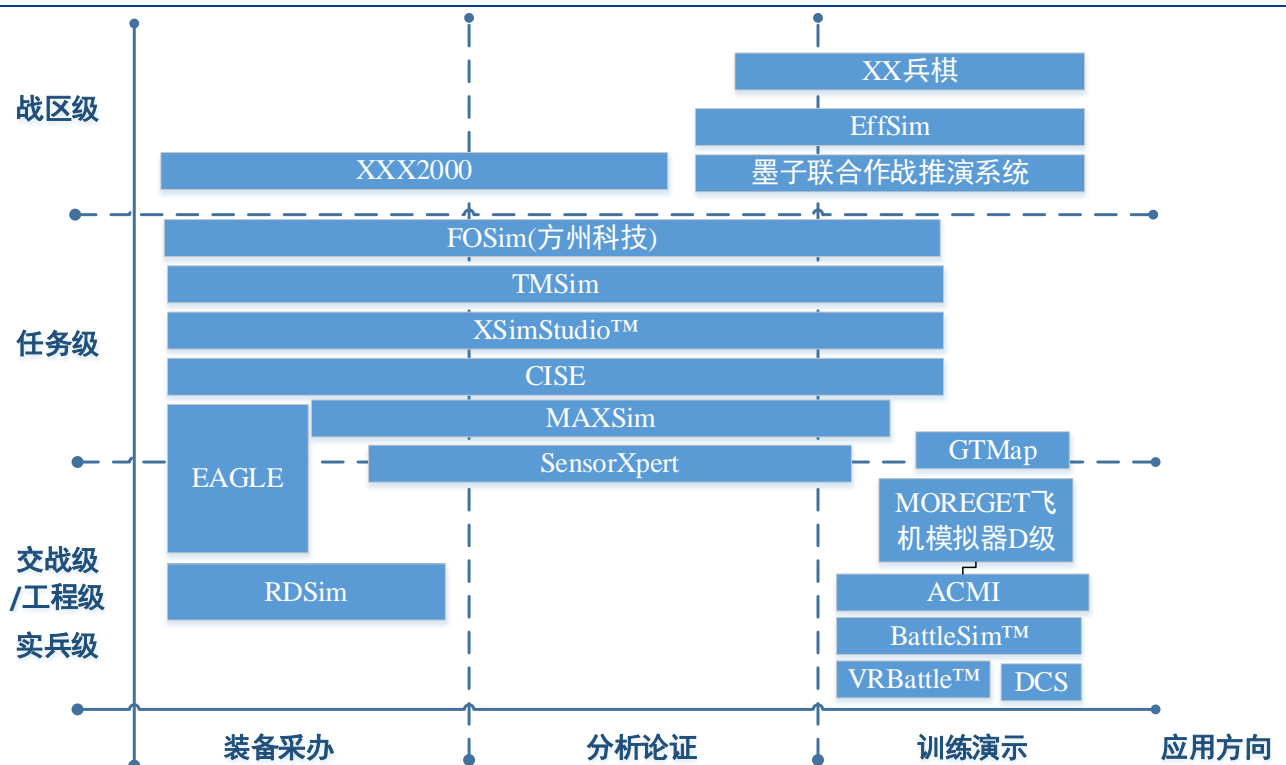 XX兵棋
战区级
EffSim
XXX2000
墨子联合作战推演系统
FOSim(方州科技)
TMSim
任务级
XSimStudio™
CISE
MAXSim
GTMap
SensorXpert
EAGLE
MOREGET飞
机模拟器D级
交战级
/工程级
实兵级
RDSim
ACMI
BattleSim™
VRBattle™
DCS
装备采办
分析论证
训练演示
应用方向